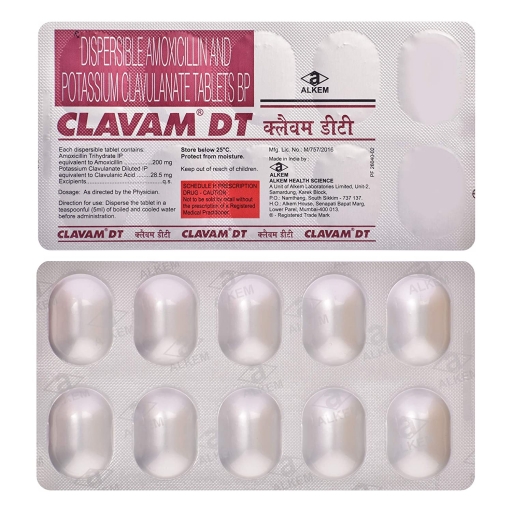 DISPERSIBLE AMOXICILLIN AND
POTASSIUM CLAVULANATE TABLETS BP
CLAVAM® DT क्लैवम डीटी
ALKEM
Each dispersible tablet contains:
Amoxicillin Trihydrate IP
equivalent to Amoxicillin ......200 mg
Potassium Clavulanate Diluted IP
equivalent to Clavulanic Acid ......28.5 mg
Excipients......q.s.
Dosage: As directed by the Physician.
Direction for use: Disperse the tablet in a
teaspoonful (5ml) of boiled and cooled water
before administration.
Store below 25°C.
Protect from moisture.
Keep out of reach of children.
SCHEDULE H PRESCRIPTION
DRUG - CAUTION
Not to be sold by retail without
the prescription of a Registered
Medical Practitioner.
Mfg. Lic. No.: M/757/2016
Made in India by:
ALKEM
ALKEM HEALTH SCIENCE
A Unit of Alkem Laboratories Limited, Unit-2,
Samardung, Karek Block,
P.O.: Namthang, South Sikkim - 737 137.
H.O.: Alkem House, Senapati Bapat Marg,
Lower Parel, Mumbai-400 013.
® - Registered Trade Mark.
CLAVAM® DT क्लैवम डीटी CLAVAM® DT क्लैवम डीटी CLAVAM® DT क्लैवम डीटी CLAVAM® DT
ALKEM
ALKEM
ALKEM
ALKEM